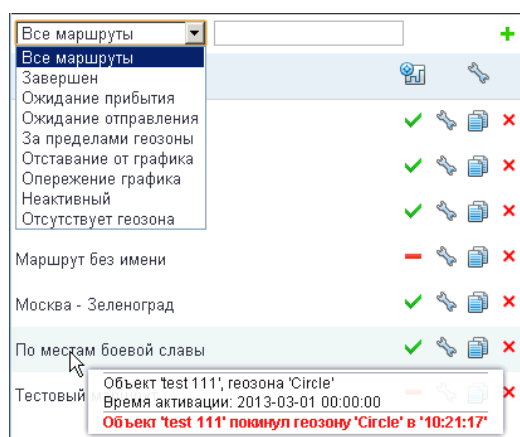 Все маршруты
Все маршруты
Завершен
Ожидание прибытия
Ожидание отправления
За пределами геозоны
Отставание от графика
Опережение графика
Неактивный
Отсутствует геозона
Маршрут без имени
Москва - Зеленоград
По местам боевой славы
Тестовый
Объект 'test 111', геозона 'Circle'
Время активации: 2013-03-01 00:00:00
Объект 'test 111' покинул геозону 'Circle' в '10:21:17'